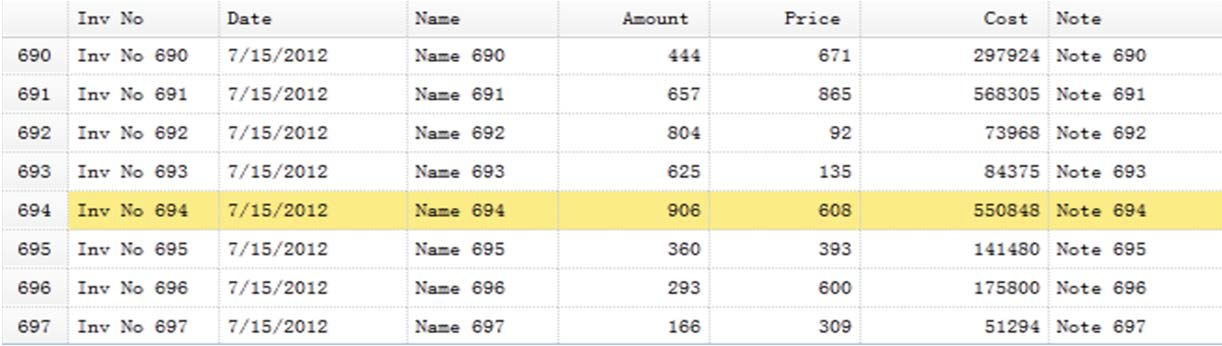 Inv No Date Name Amount Price Cost Note
690 Inv No 690 7/15/2012 Name 690 444 671 297924 Note 690
691 Inv No 691 7/15/2012 Name 691 657 865 568305 Note 691
692 Inv No 692 7/15/2012 Name 692 804 92 73968 Note 692
693 Inv No 693 7/15/2012 Name 693 625 135 84375 Note 693
694 Inv No 694 7/15/2012 Name 694 906 608 550848 Note 694
695 Inv No 695 7/15/2012 Name 695 360 393 141480 Note 695
696 Inv No 696 7/15/2012 Name 696 293 600 175800 Note 696
697 Inv No 697 7/15/2012 Name 697 166 309 51294 Note 697